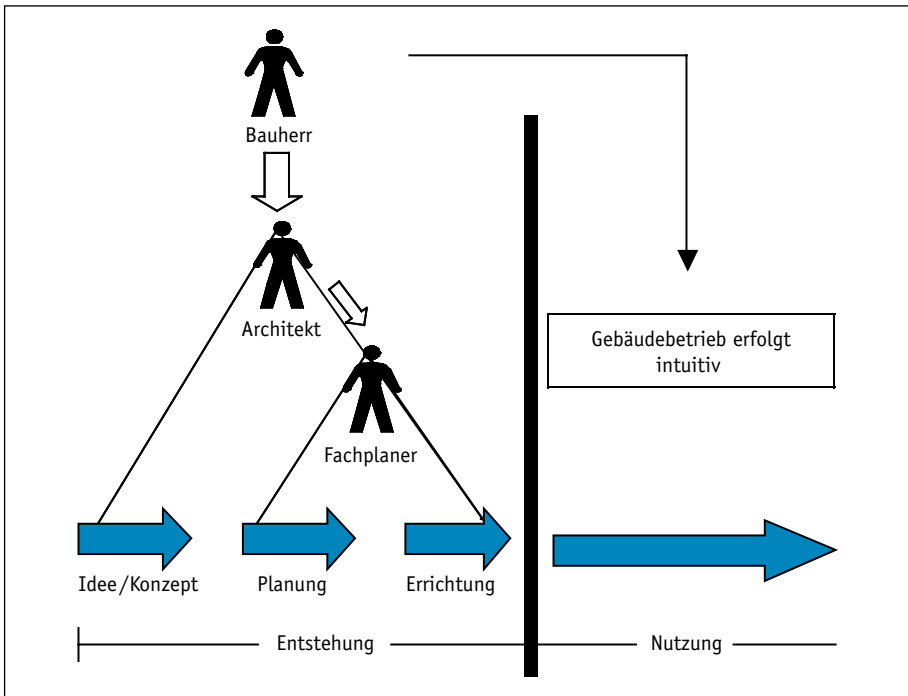 Bauherr
Architekt
Gebäudebetrieb erfolgt
intuitiv
Fachplaner
Idee/Konzept
Planung
Errichtung
Entstehung
Nutzung